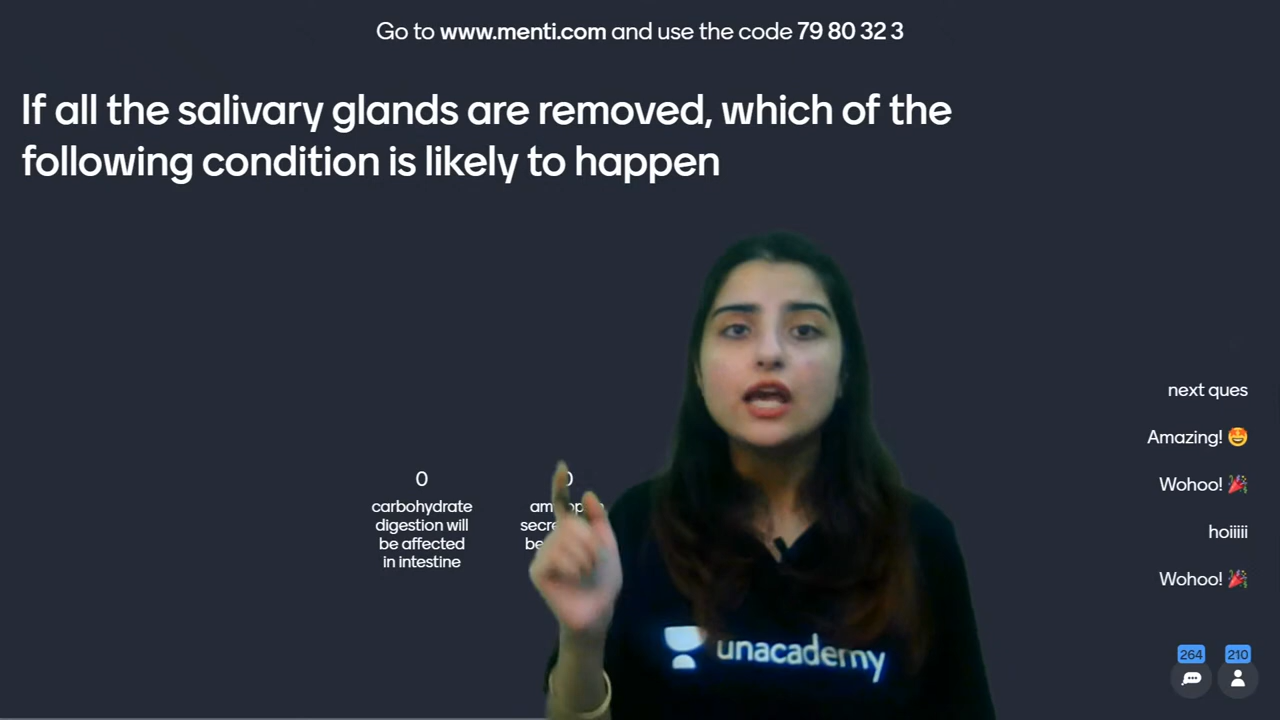 Go to www.menti.com and use the code 79 80 32 3
If all the salivary glands are removed, which of the
following condition is likely to happen
next ques
Amazing! 🤩
Wohoo! 🎉
hoiiiii
Wohoo! 🎉
0
carbohydrate
digestion will
be affected
in intestine
unacademy
264 210